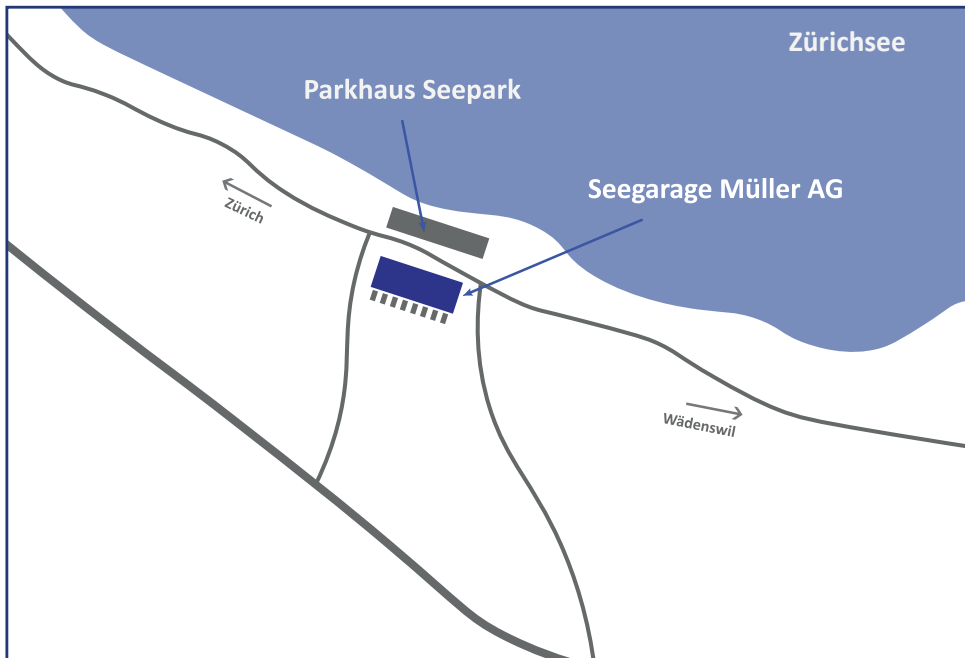 Zürichsee
Parkhaus Seepark
Seegarage Müller AG
Zürich
Wädenswil